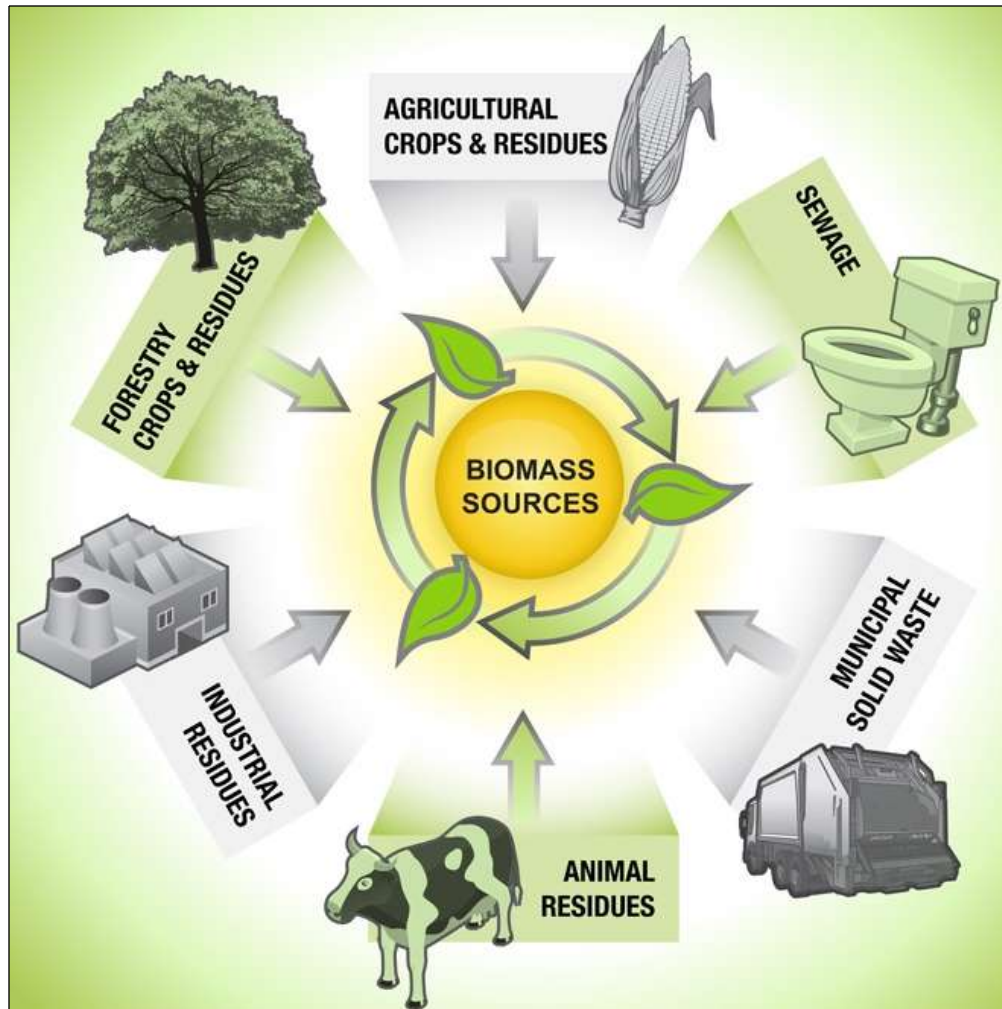 AGRICULTURAL
CROPS & RESIDUES
SEWAGE
FORESTRY
CROPS & RESIDUES
BIOMASS
SOURCES
MUNICIPAL
SOLID WASTE
INDUSTRIAL
RESIDUES
ANIMAL
RESIDUES